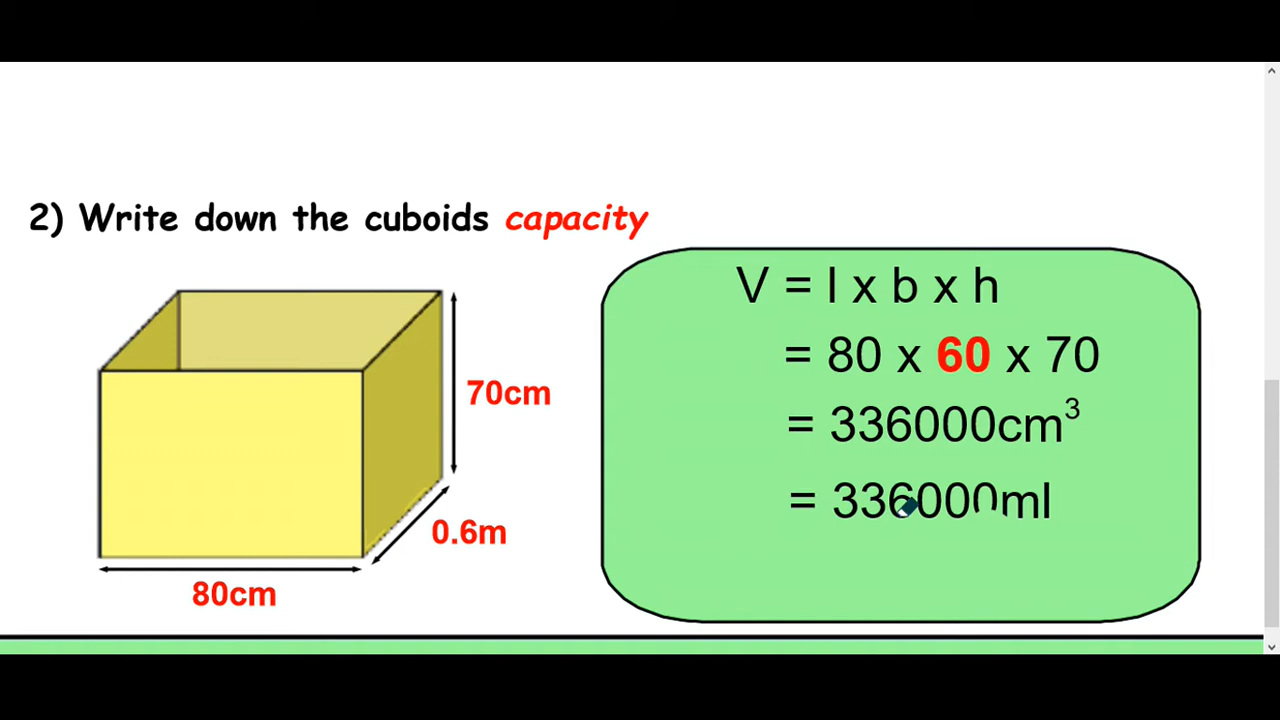 2) Write down the cuboids capacity
V = l x b x h
= 80 x 60 x 70
= 336000cm³
= 336000ml
70cm
0.6m
80cm